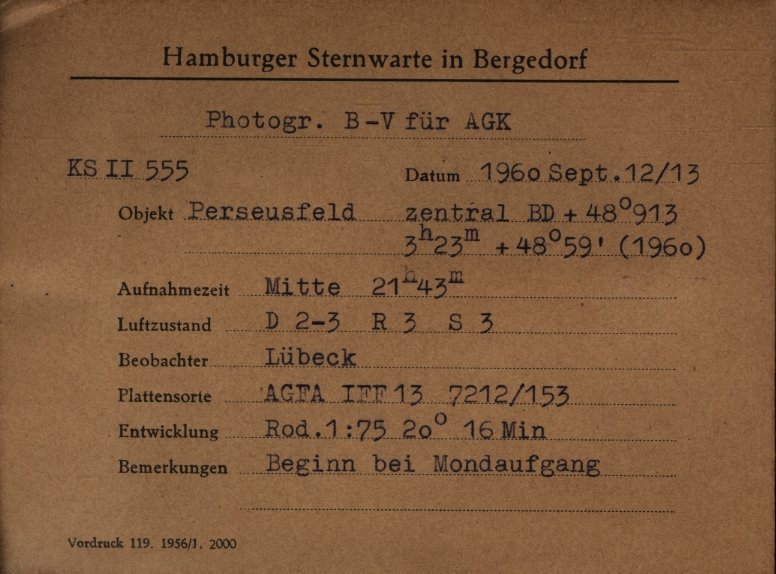 Hamburger Sternwarte in Bergedorf
Photogr. B-V für AGK
KS II 555 Datum 1960 Sept.12/13
Objekt Perseusfeld zentral BD + 48°913
3ʰ23ᵐ + 48°59' (1960)
Aufnahmezeit Mitte 21ʰ43ᵐ
Luftzustand D 2-3 R 3 S 3
Beobachter Lübeck
Plattensorte AGFA IFF 13 7212/153
Entwicklung Rod.1:75 20° 16 Min
Bemerkungen Beginn bei Mondaufgang
Vordruck 119. 1956/1. 2000